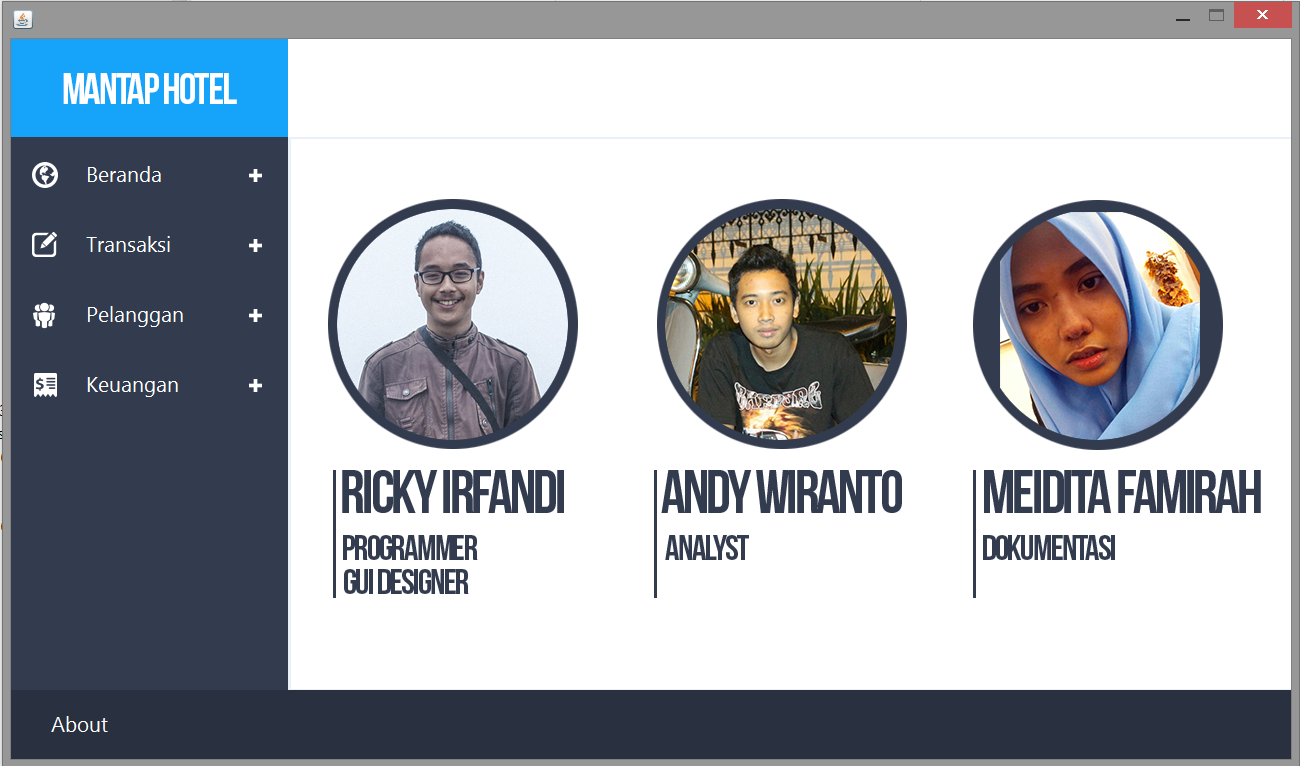 MANTAP HOTEL
Beranda
Transaksi
Pelanggan
Keuangan
RICKY IRFANDI
PROGRAMMER
GUI DESIGNER
ANDY WIRANTO
ANALYST
MEIDITA FAMIRAH
DOKUMENTASI
About